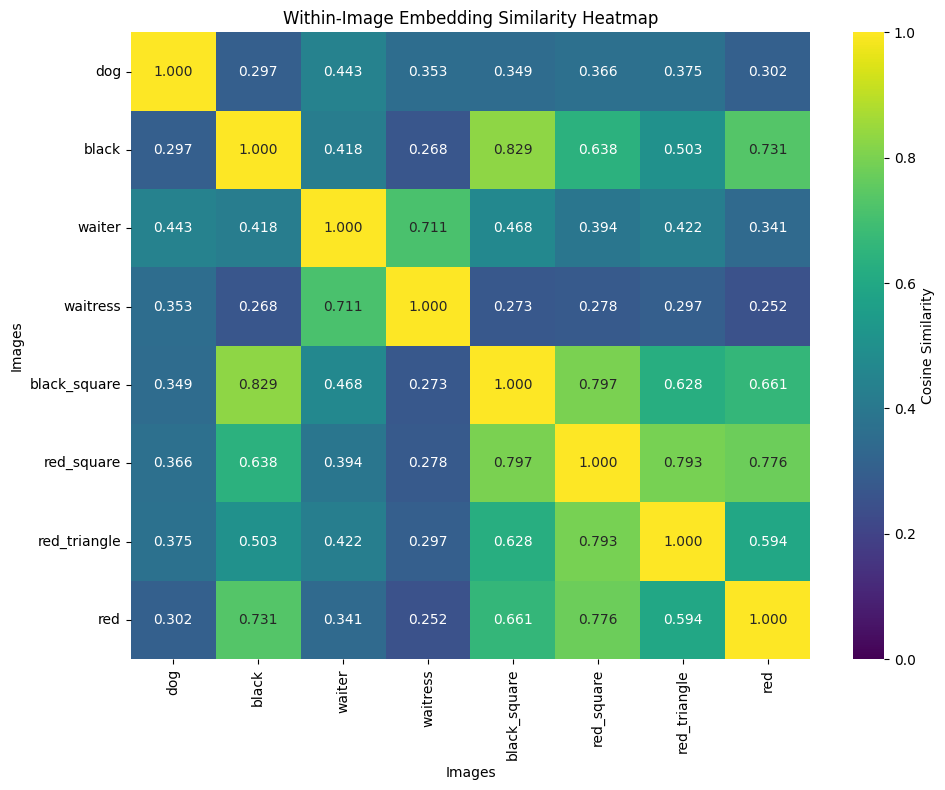 Within-Image Embedding Similarity Heatmap
dog 1.000 0.297 0.443 0.353 0.349 0.366 0.375 0.302
black 0.297 1.000 0.418 0.268 0.829 0.638 0.503 0.731
waiter 0.443 0.418 1.000 0.711 0.468 0.394 0.422 0.341
waitress 0.353 0.268 0.711 1.000 0.273 0.278 0.297 0.252
black_square 0.349 0.829 0.468 0.273 1.000 0.797 0.628 0.661
red_square 0.366 0.638 0.394 0.278 0.797 1.000 0.793 0.776
red_triangle 0.375 0.503 0.422 0.297 0.628 0.793 1.000 0.594
red 0.302 0.731 0.341 0.252 0.661 0.776 0.594 1.000
Images
dog black waiter waitress black_square red_square red_triangle red
Images
1.0
0.8
0.6
0.4
0.2
0.0
Cosine Similarity